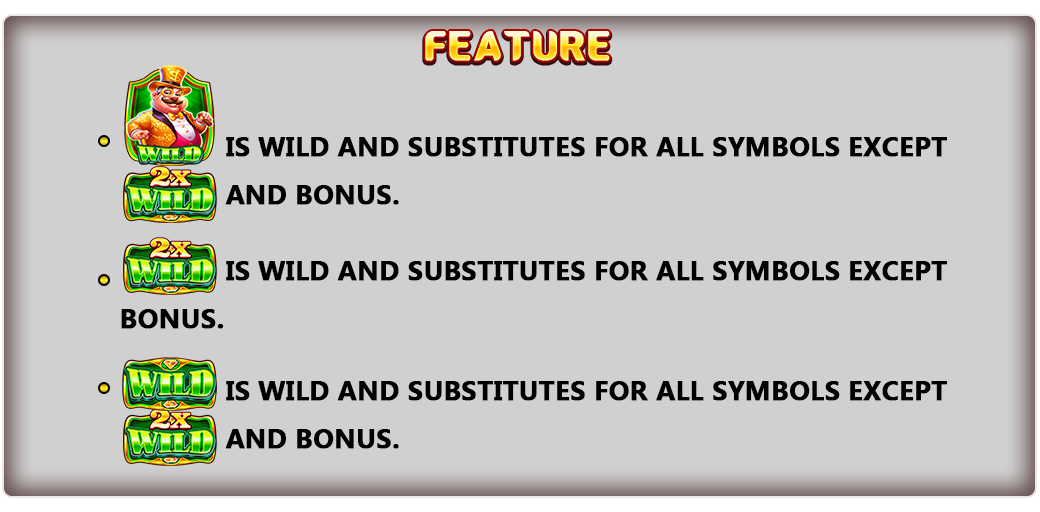 FEATURE
WILD IS WILD AND SUBSTITUTES FOR ALL SYMBOLS EXCEPT
2X WILD AND BONUS.
2X WILD IS WILD AND SUBSTITUTES FOR ALL SYMBOLS EXCEPT
BONUS.
WILD IS WILD AND SUBSTITUTES FOR ALL SYMBOLS EXCEPT
2X WILD AND BONUS.